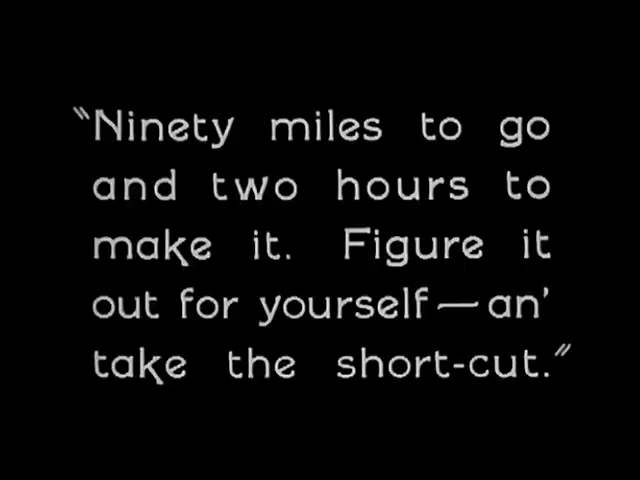 "Ninety miles to go
and two hours to
make it. Figure it
out for yourself—an'
take the short-cut."